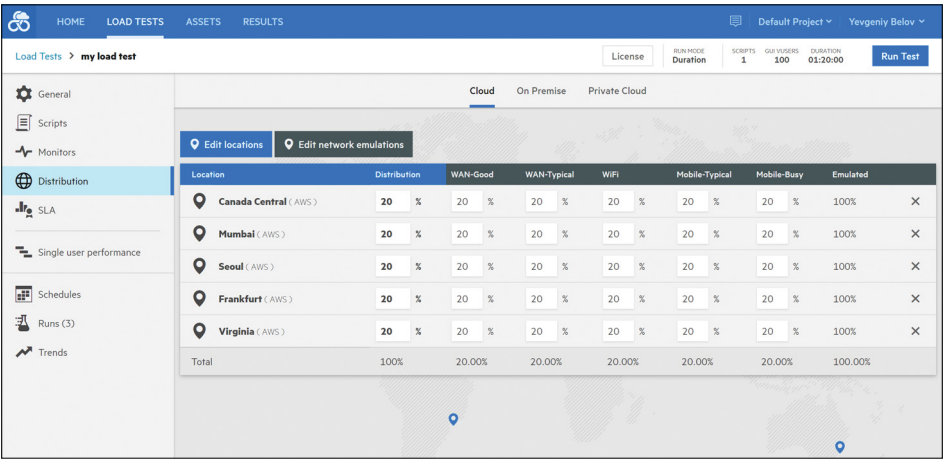 HOME LOAD TESTS ASSETS RESULTS Default Project Yevgeniy Belov
Load Tests > my load test License RUN MODE Duration SCRIPTS 1 GUI VUSERS 100 DURATION 01:20:00 Run Test
General
Scripts
Monitors
Distribution
SLA
Single user performance
Schedules
Runs (3)
Trends
Cloud On Premise Private Cloud
Edit locations Edit network emulations
Location Distribution WAN-Good WAN-Typical WiFi Mobile-Typical Mobile-Busy Emulated
Canada Central (AWS) 20 % 20 % 20 % 20 % 20 % 20 % 100%
Mumbai (AWS) 20 % 20 % 20 % 20 % 20 % 20 % 100%
Seoul (AWS) 20 % 20 % 20 % 20 % 20 % 20 % 100%
Frankfurt (AWS) 20 % 20 % 20 % 20 % 20 % 20 % 100%
Virginia (AWS) 20 % 20 % 20 % 20 % 20 % 20 % 100%
Total 100% 20.00% 20.00% 20.00% 20.00% 20.00% 100.00%